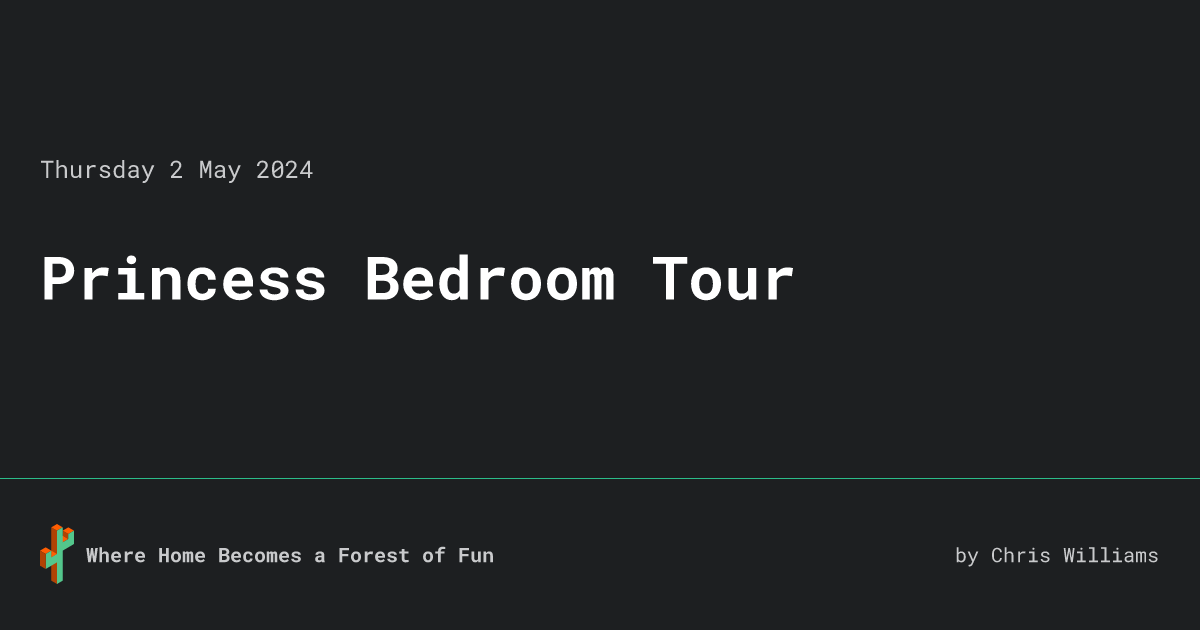 Thursday 2 May 2024
Princess Bedroom Tour
Where Home Becomes a Forest of Fun
by Chris Williams